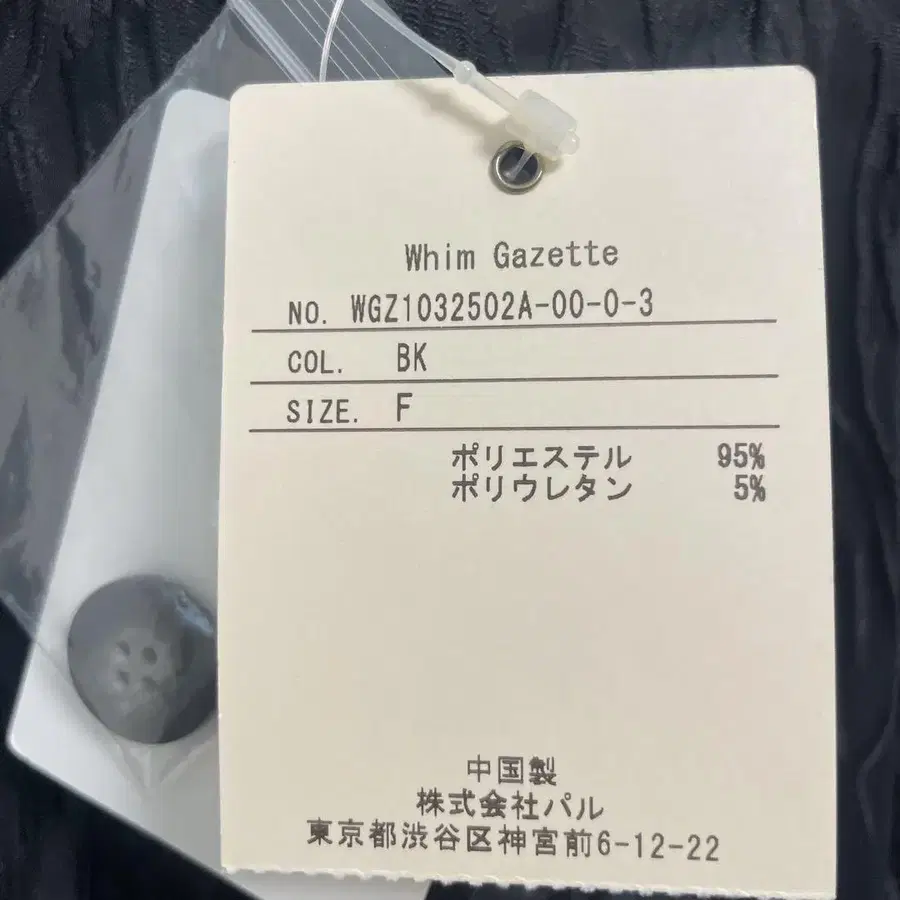 Whim Gazette
NO. WGZ1032502A-00-0-3
COL. BK
SIZE. F
ポリエステル 95%
ポリウレタン 5%
中国製
株式会社パル
東京都渋谷区神宮前6-12-22